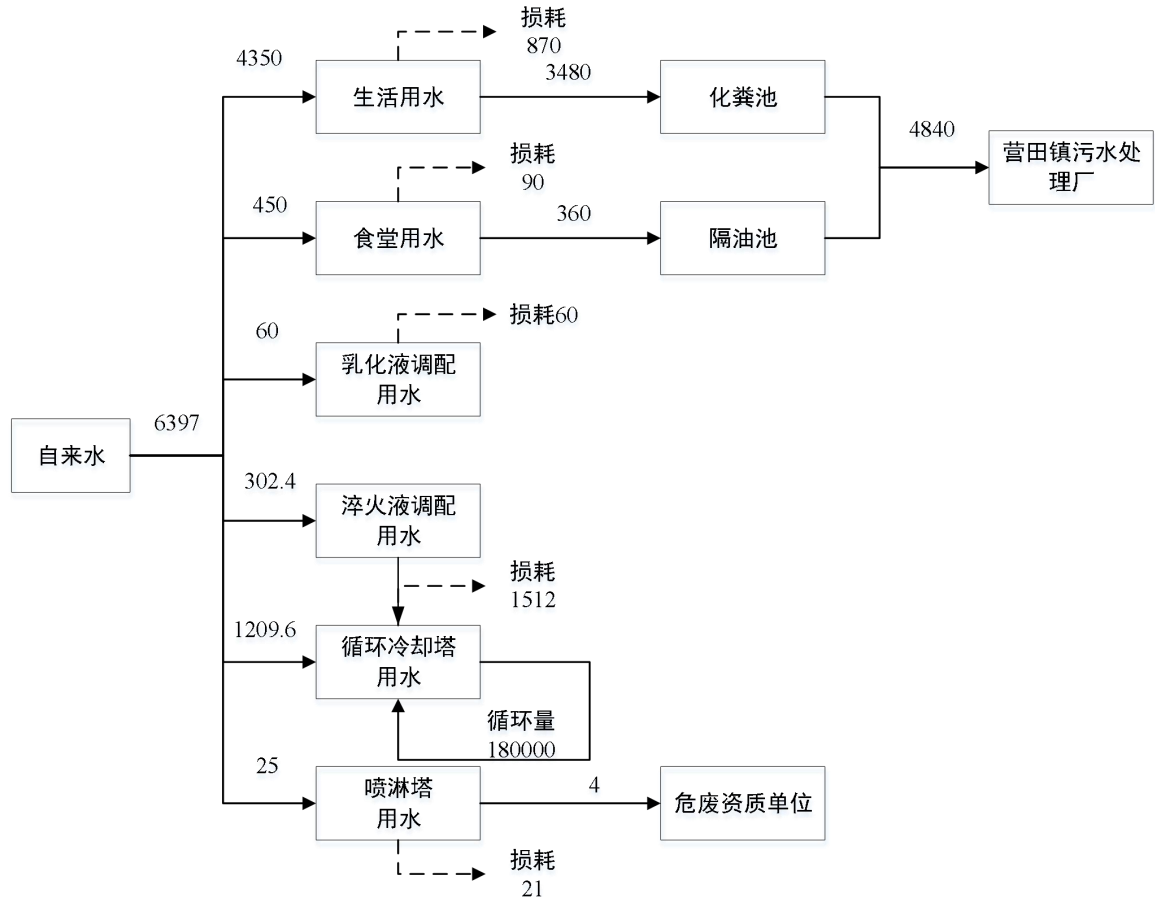 损耗
870
4350
3480
生活用水
化粪池
4840
损耗
90
营田镇污水处
理厂
450
360
食堂用水
隔油池
损耗60
60
乳化液调配
用水
6397
自来水
302.4
淬火液调配
用水
损耗
1512
1209.6
循环冷却塔
用水
循环量
180000
25
喷淋塔
用水
4
危废资质单位
损耗
21